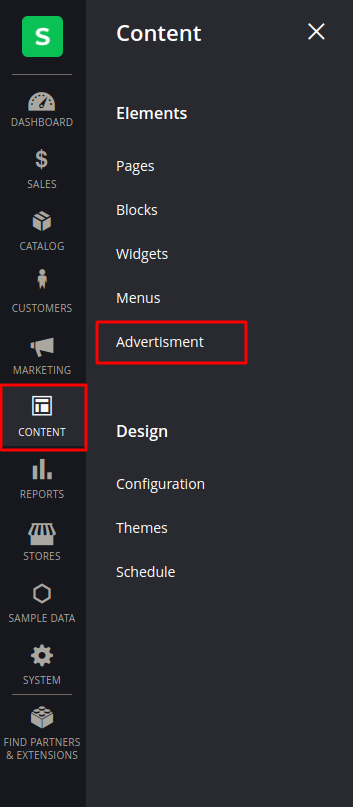 S
DASHBOARD
SALES
CATALOG
CUSTOMERS
MARKETING
CONTENT
REPORTS
STORES
SAMPLE DATA
SYSTEM
FIND PARTNERS
& EXTENSIONS
Content
Elements
Pages
Blocks
Widgets
Menus
Advertisment
Design
Configuration
Themes
Schedule